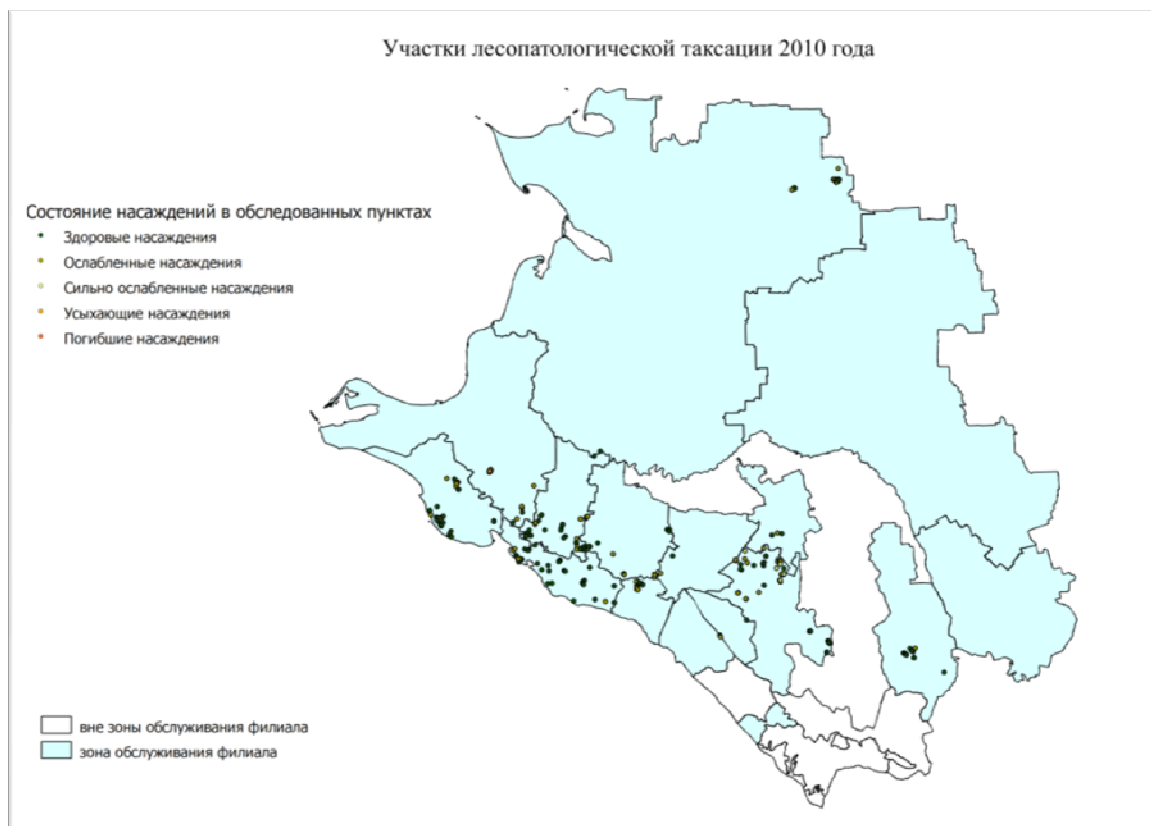 Участки лесопатологической таксации 2010 года
Состояние насаждений в обследованных пунктах
Здоровые насаждения
Ослабленные насаждения
Сильно ослабленные насаждения
Усыхающие насаждения
Погибшие насаждения
вне зоны обслуживания филиала
зона обслуживания филиала